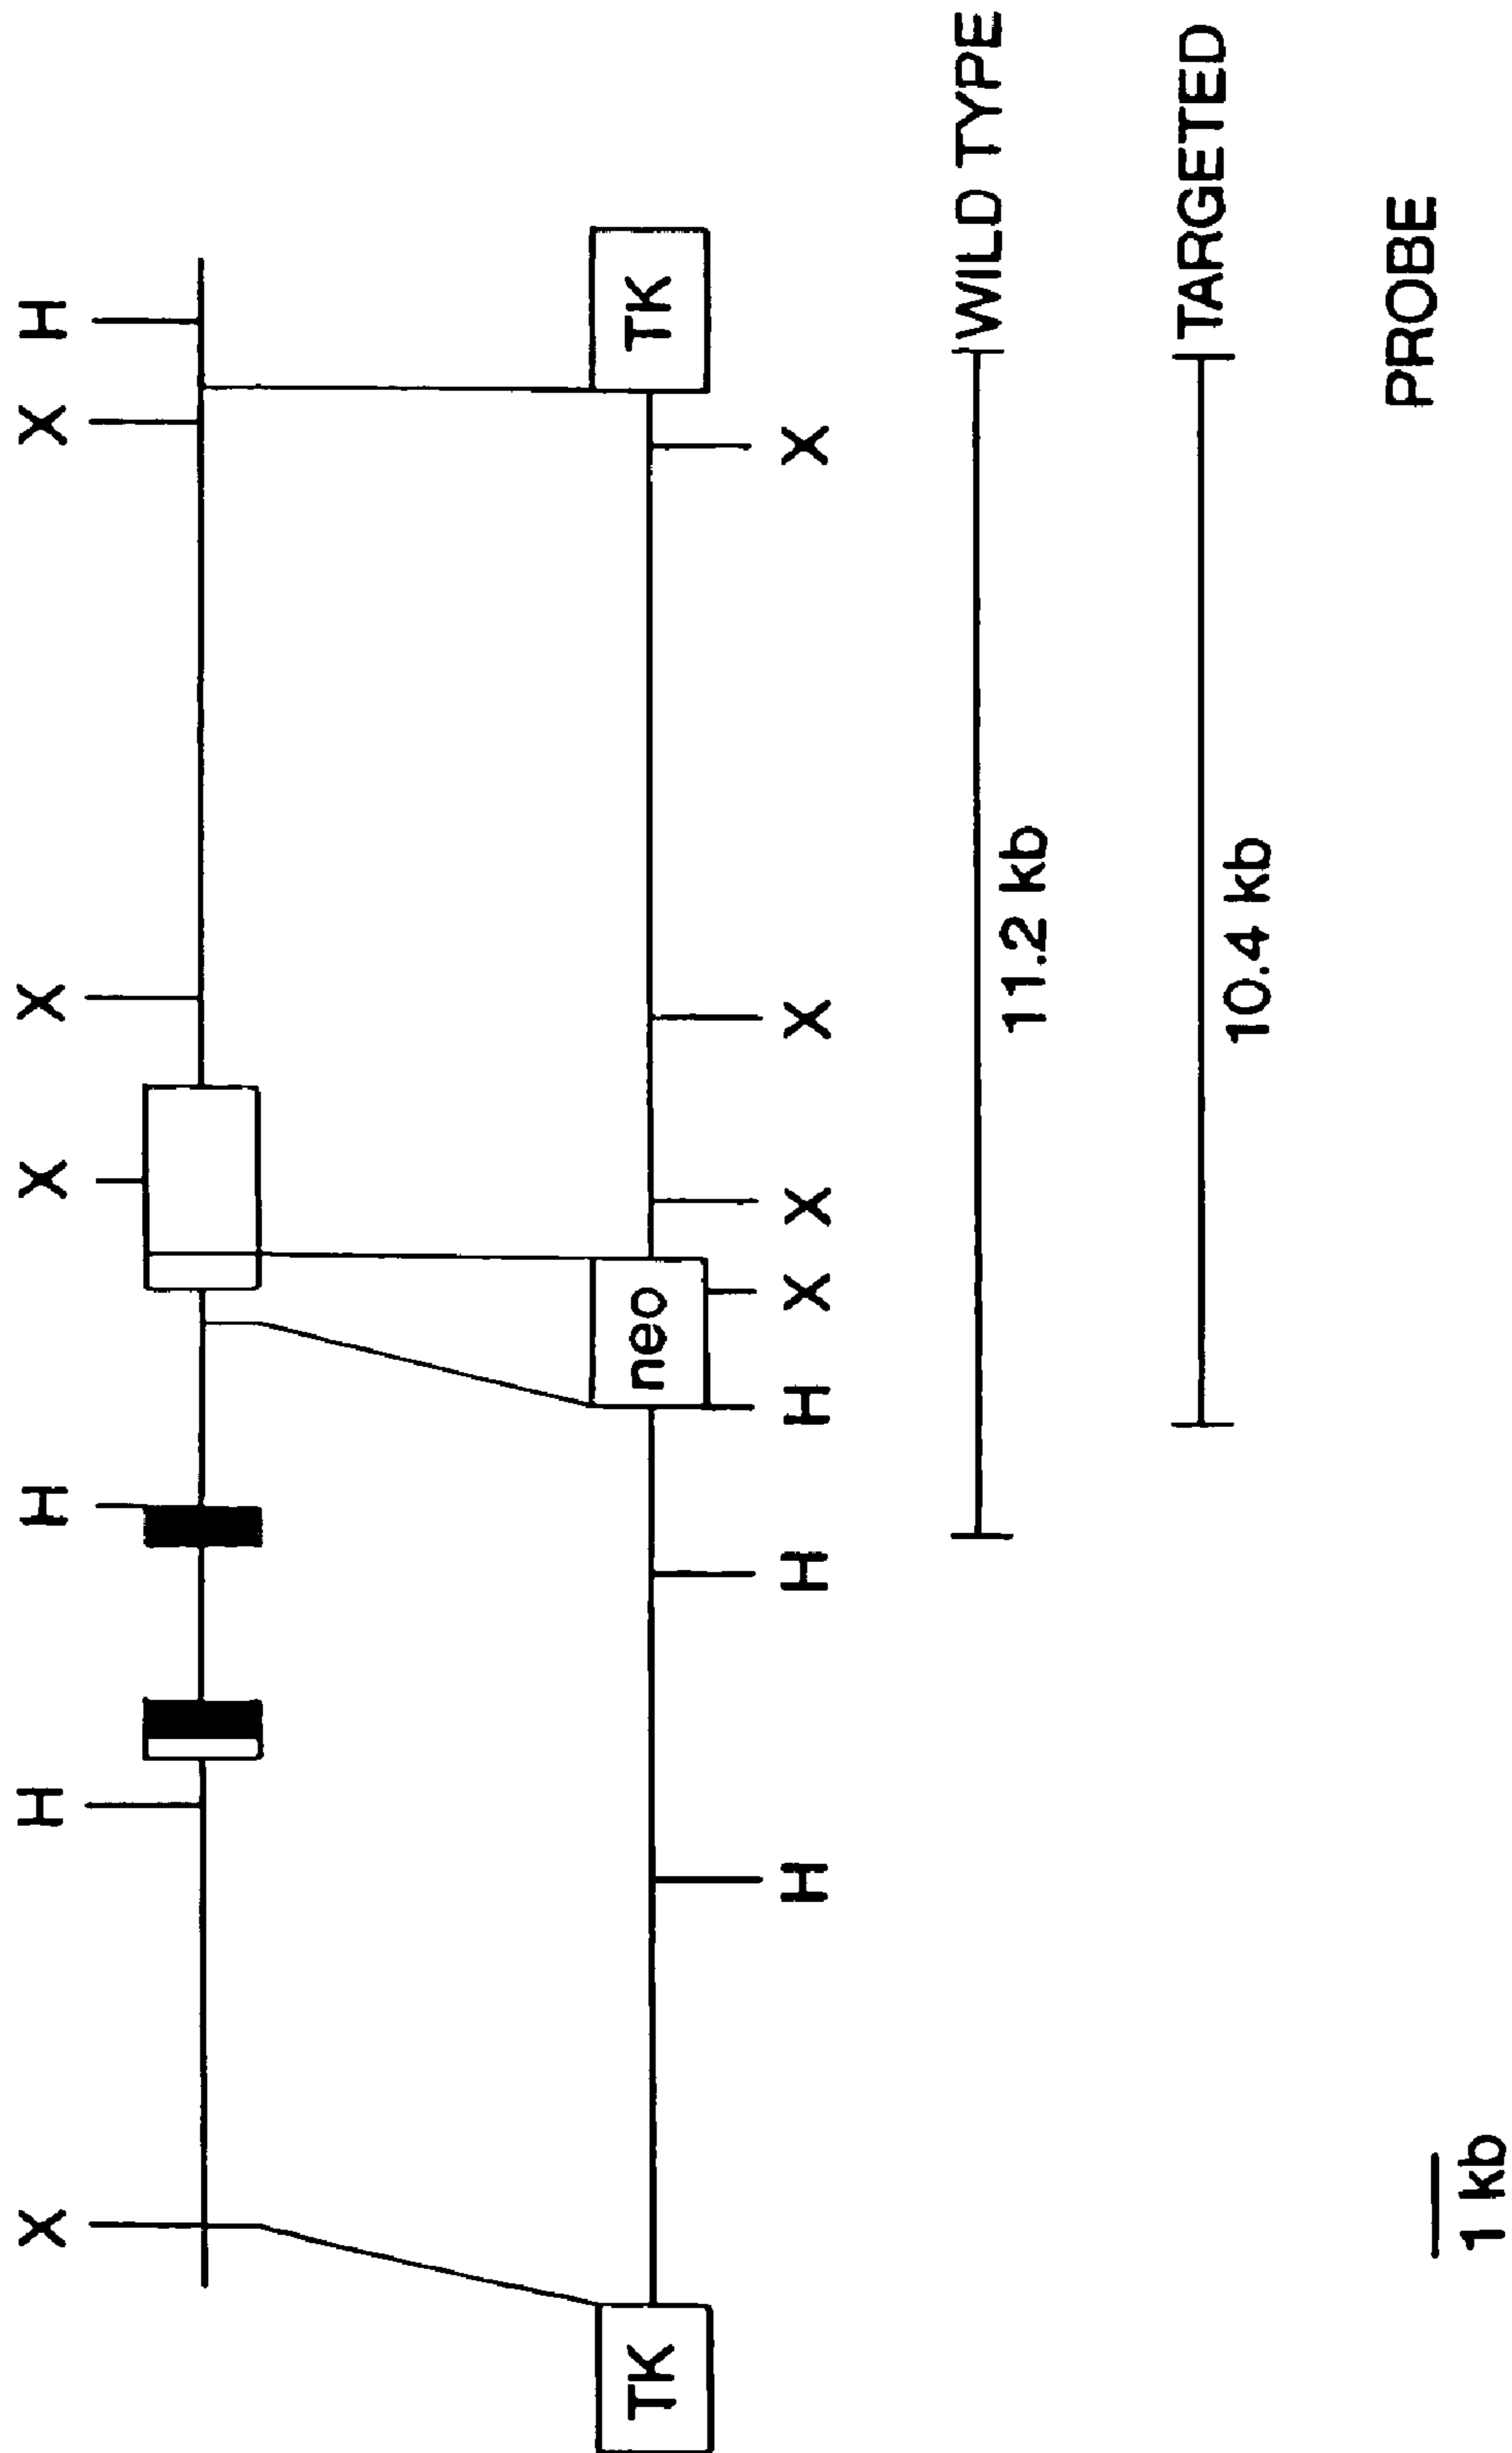 X H H X X X H
TK neo TK
H H H X X X X
WILD TYPE
11.2 kb
TARGETED
10.4 kb
PROBE
1 kb